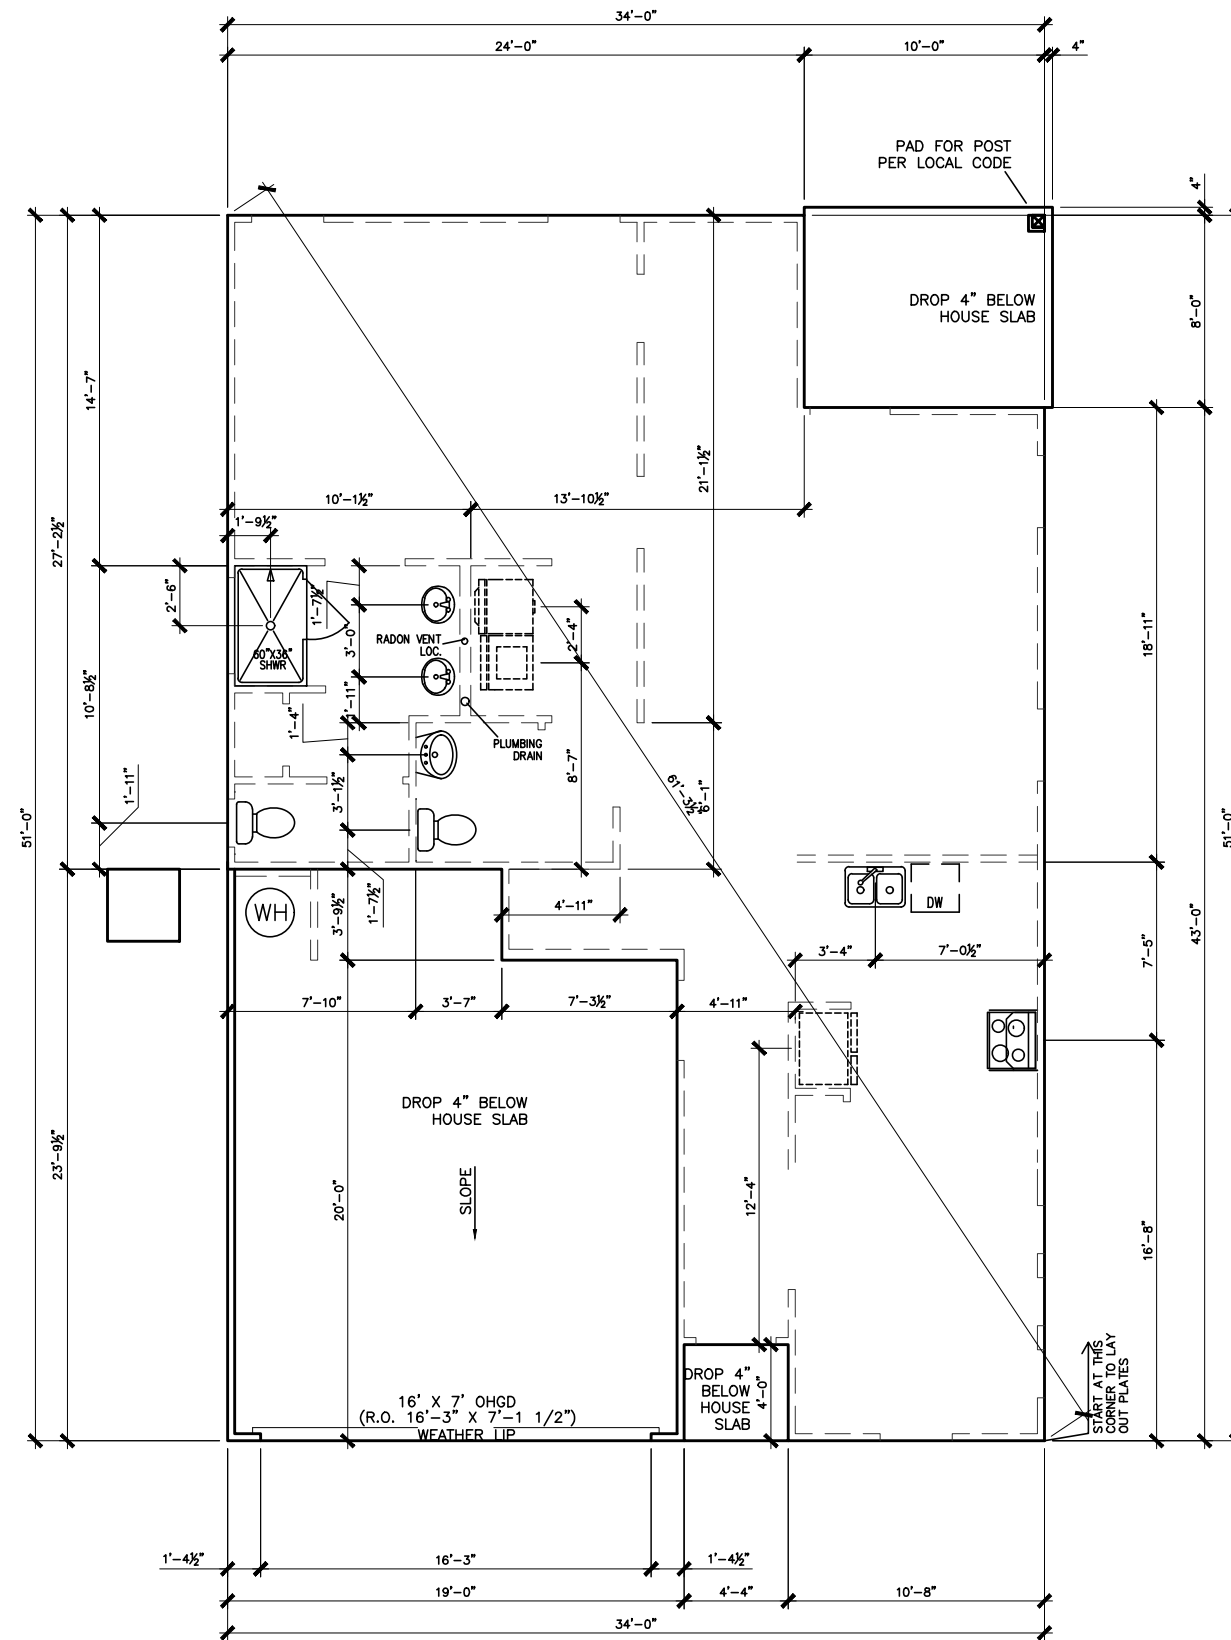 34'-0"
24'-0"
10'-0"
4"
PAD FOR POST
PER LOCAL CODE
4"
DROP 4" BELOW
HOUSE SLAB
8'-0"
14'-7"
21'-1½"
10'-1½"
13'-10½"
1'-9½"
27'-2½"
2'-6"
1'-7½"
3'-0"
2'-4"
RADON VENT
LOC.
60"X36"
SHWR
18'-11"
10'-8½"
1'-11"
1'-4"
PLUMBING
DRAIN
8'-7"
1'-11"
3'-1½"
61'-3½"
6'-1"
51'-0"
51'-0"
WH
3'-9½"
1'-7½"
4'-11"
DW
43'-0"
7'-5"
3'-4"
7'-0½"
7'-10"
3'-7"
7'-3½"
4'-11"
DROP 4" BELOW
HOUSE SLAB
23'-9½"
20'-0"
SLOPE
12'-4"
16'-8"
DROP 4"
BELOW
HOUSE
SLAB
4'-0"
START AT THIS
CORNER TO LAY
OUT PLATES
16' X 7' OHGD
(R.O. 16'-3" X 7'-1 1/2")
WEATHER LIP
1'-4½"
16'-3"
1'-4½"
19'-0"
4'-4"
10'-8"
34'-0"